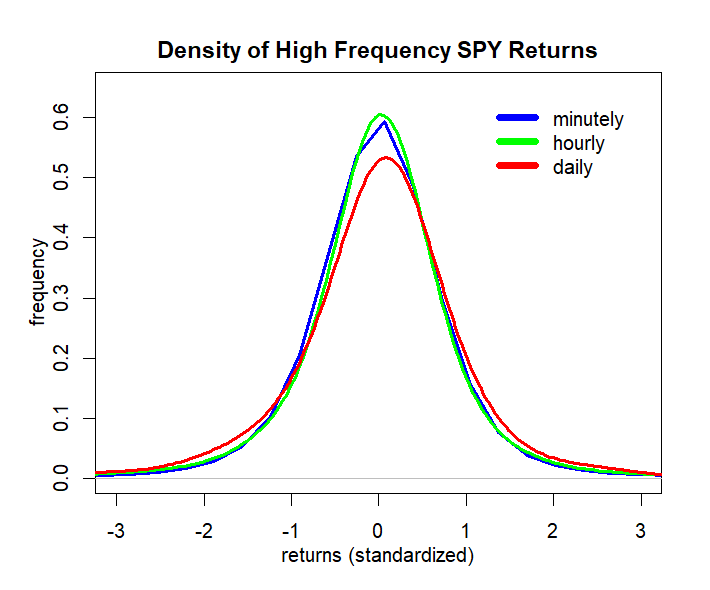 Density of High Frequency SPY Returns
minutely
hourly
daily
frequency
0.6
0.5
0.4
0.3
0.2
0.1
0.0
-3 -2 -1 0 1 2 3
returns (standardized)